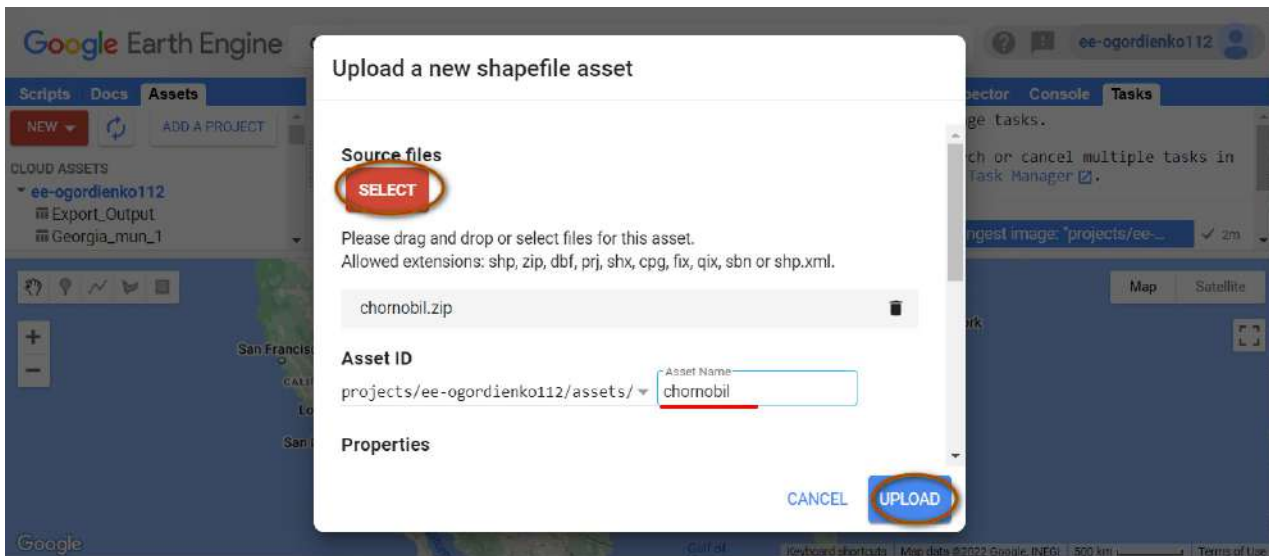 Google Earth Engine
ee-ogordienko112
Scripts Docs Assets
NEW
ADD A PROJECT
CLOUD ASSETS
ee-ogordienko112
Export_Output
Georgia_mun_1
Upload a new shapefile asset
Source files
SELECT
Please drag and drop or select files for this asset.
Allowed extensions: shp, zip, dbf, prj, shx, cpg, fix, qix, sbn or shp.xml.
chornobil.zip
Asset ID
Asset Name
projects/ee-ogordienko112/assets/ chornobil
Properties
CANCEL UPLOAD
Console Tasks
tasks.
or cancel multiple tasks in
Task Manager
ngest image: "projects/ee-... 2m
Map Satellite
San Francis
San
Google
Gulf of
Keyboard shortcuts Map data ©2022 Google, INEGI 500 km Terms of Use